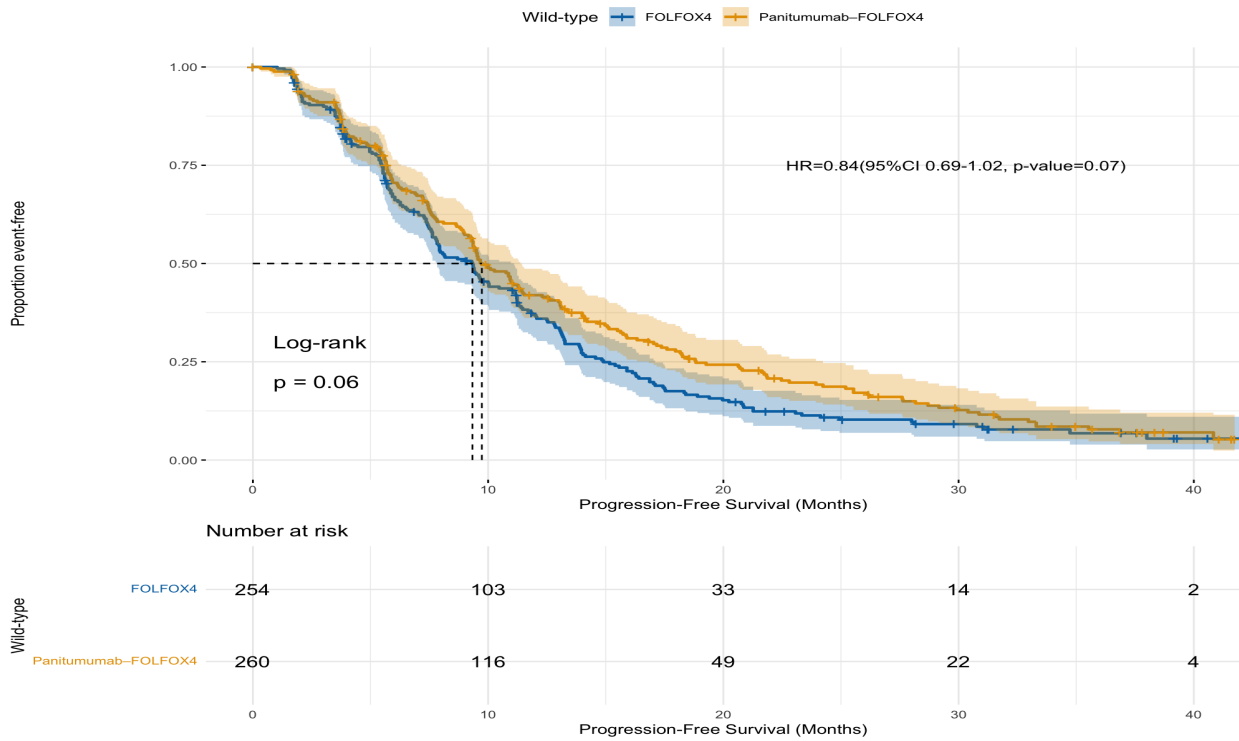 Wild-type FOLFOX4 Panitumumab–FOLFOX4
Proportion event-free
1.00
0.75
0.50
0.25
0.00
HR=0.84(95%CI 0.69-1.02, p-value=0.07)
Log-rank
p = 0.06
0 10 20 30 40
Progression-Free Survival (Months)
Number at risk
Wild-type
FOLFOX4 254 103 33 14 2
Panitumumab–FOLFOX4 260 116 49 22 4
0 10 20 30 40
Progression-Free Survival (Months)